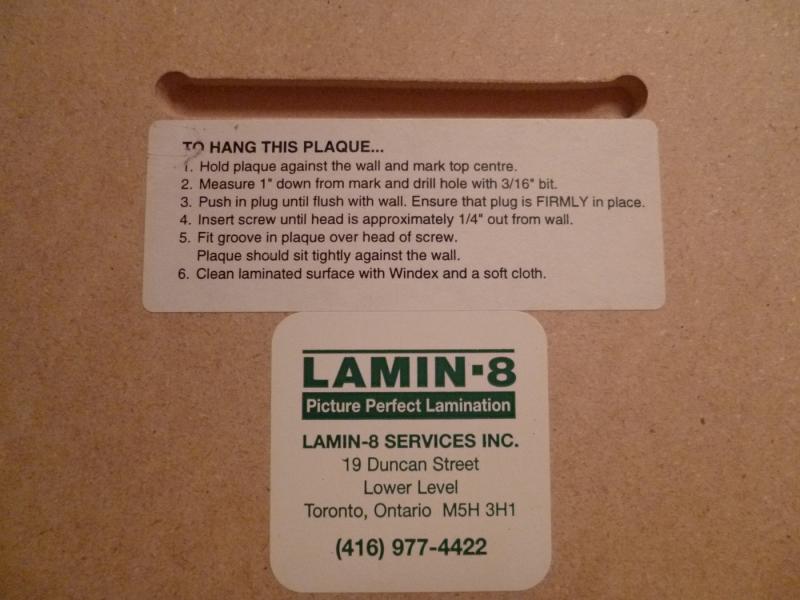 TO HANG THIS PLAQUE...
1. Hold plaque against the wall and mark top centre.
2. Measure 1" down from mark and drill hole with 3/16" bit.
3. Push in plug until flush with wall. Ensure that plug is FIRMLY in place.
4. Insert screw until head is approximately 1/4" out from wall.
5. Fit groove in plaque over head of screw.
Plaque should sit tightly against the wall.
6. Clean laminated surface with Windex and a soft cloth.
LAMIN-8
Picture Perfect Lamination
LAMIN-8 SERVICES INC.
19 Duncan Street
Lower Level
Toronto, Ontario M5H 3H1
(416) 977-4422